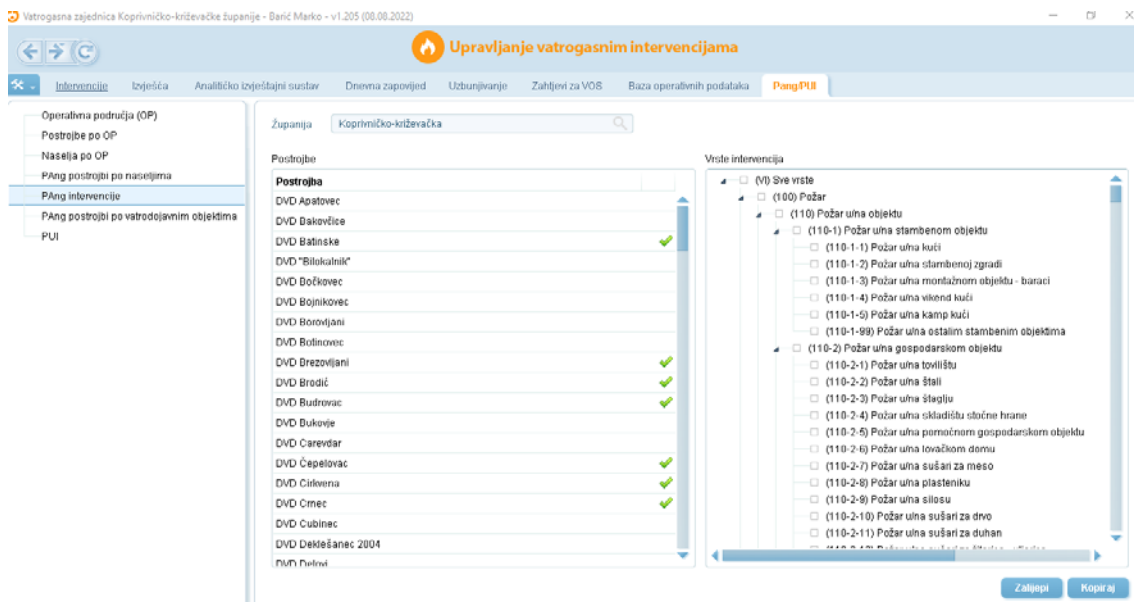 Vatrogasna zajednica Koprivničko-križevačke županije - Barić Marko - v1.205 (08.08.2022)
Upravljanje vatrogasnim intervencijama
Intervencije Izvješća Analitičko izvještajni sustav Dnevna zapovijed Uzbunjivanje Zahtjevi za VOS Baza operativnih podataka Pang/PUI
Operativna područja (OP)
Postrojbe po OP
Naselja po OP
PAng postrojbi po naseljima
PAng intervencije
PAng postrojbi po vatrodojavnim objektima
PUI
Županija Koprivničko-križevačka
Postrojbe
Postrojba
DVD Apatovec
DVD Bakovčice
DVD Batinske
DVD "Bilokalnik"
DVD Bočkovec
DVD Bojnikovec
DVD Borovljani
DVD Botinovec
DVD Brezovljani
DVD Brodić
DVD Budrovac
DVD Bukovje
DVD Carevdar
DVD Čepelovac
DVD Cirkvena
DVD Crnec
DVD Cubinec
DVD Deklešanec 2004
DVD Delovi
Vrste intervencija
(VI) Sve vrste
(100) Požar
(110) Požar u/na objektu
(110-1) Požar u/na stambenom objektu
(110-1-1) Požar u/na kući
(110-1-2) Požar u/na stambenoj zgradi
(110-1-3) Požar u/na montažnom objektu - baraci
(110-1-4) Požar u/na vikend kući
(110-1-5) Požar u/na kamp kući
(110-1-99) Požar u/na ostalim stambenim objektima
(110-2) Požar u/na gospodarskom objektu
(110-2-1) Požar u/na tovilištu
(110-2-2) Požar u/na štali
(110-2-3) Požar u/na štaglju
(110-2-4) Požar u/na skladištu stočne hrane
(110-2-5) Požar u/na pomoćnom gospodarskom objektu
(110-2-6) Požar u/na lovačkom domu
(110-2-7) Požar u/na sušari za meso
(110-2-8) Požar u/na plasteniku
(110-2-9) Požar u/na silosu
(110-2-10) Požar u/na sušari za drvo
(110-2-11) Požar u/na sušari za duhan
Zalijepi Kopiraj